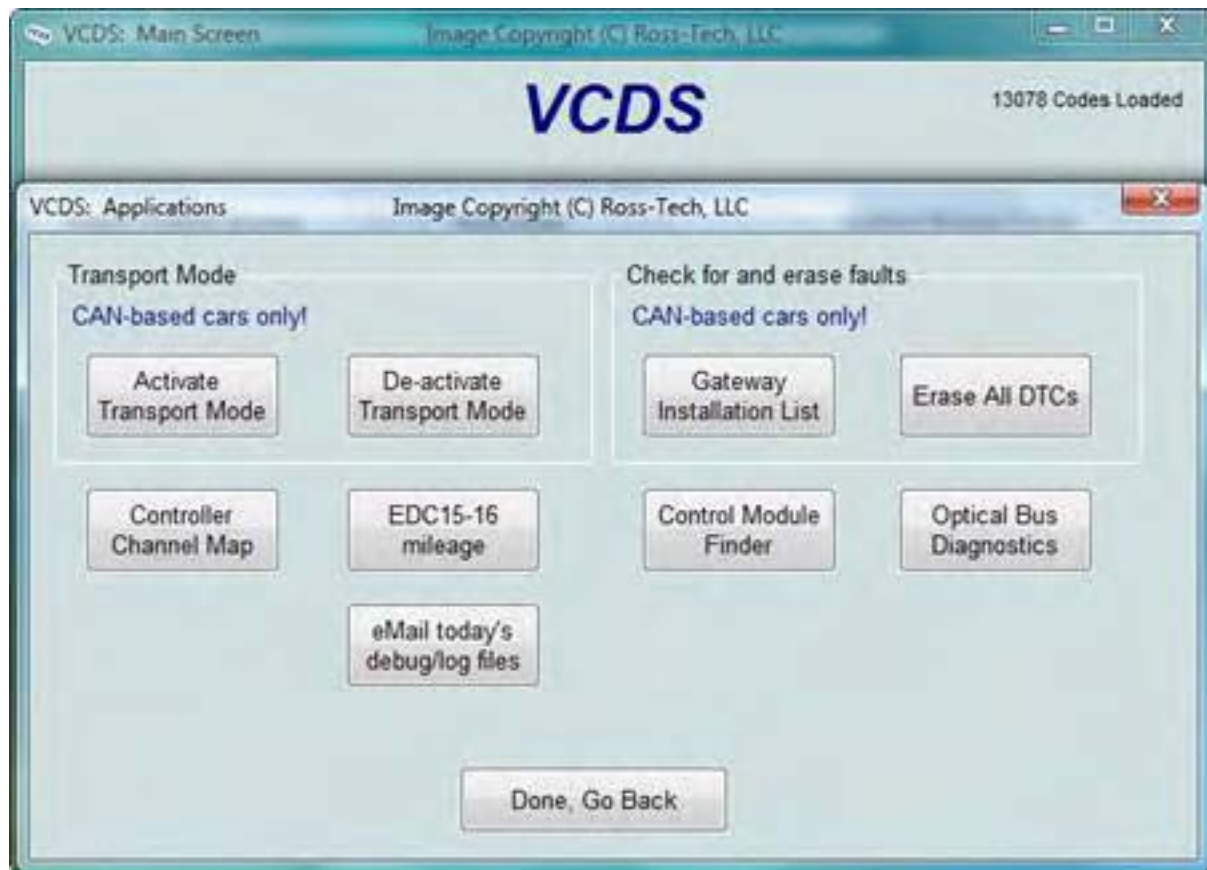 VCDS: Main Screen
Image Copyright (C) Ross-Tech, LLC
VCDS
13078 Codes Loaded
VCDS: Applications
Image Copyright (C) Ross-Tech, LLC
Transport Mode
CAN-based cars only!
Activate
Transport Mode
De-activate
Transport Mode
Check for and erase faults
CAN-based cars only!
Gateway
Installation List
Erase All DTCs
Controller
Channel Map
EDC15-16
mileage
Control Module
Finder
Optical Bus
Diagnostics
eMail today's
debug/log files
Done, Go Back